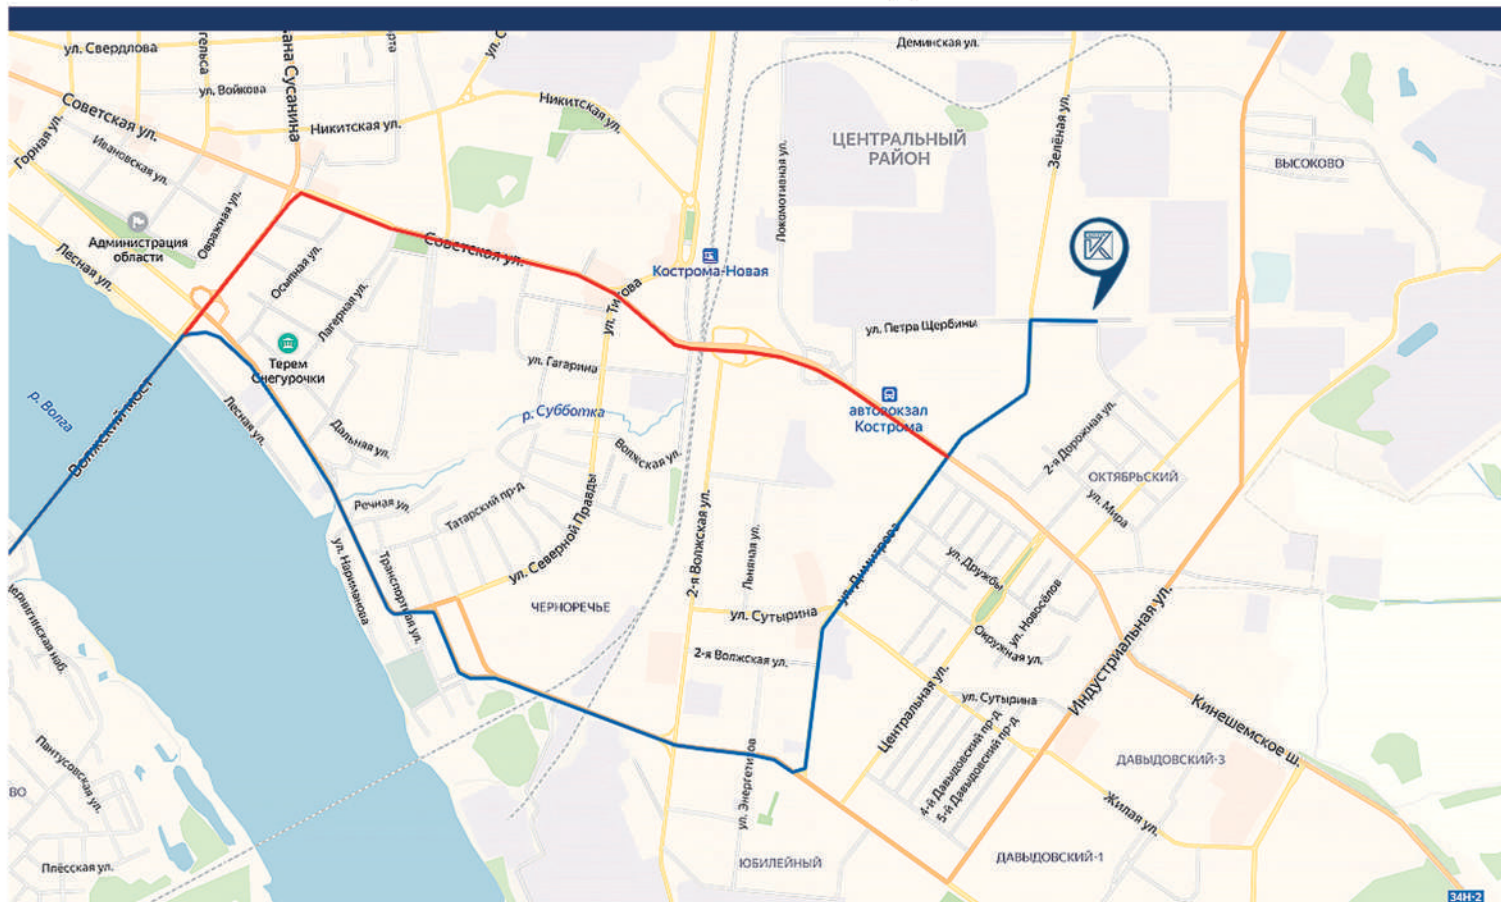 Деминская ул.
ул. Свердлова
ул. Войкова
Советская ул.
Никитская ул.
Никитская ул.
Горная ул.
Ивановская ул.
Овражная ул.
Администрация
области
Лесная ул.
Осыпная ул.
Лагерная ул.
Советская ул.
ул. Титова
Кострома-Новая
Локомотивная ул.
ЦЕНТРАЛЬНЫЙ
РАЙОН
Зелёная ул.
ВЫСОКОВО
ул. Петра Щербины
Терем
Снегурочки
ул. Гагарина
р. Волга
Волжский мост
Лесная ул.
Дальная ул.
р. Субботка
Волжская ул.
автовокзал
Кострома
2-я Дорожная ул.
ОКТЯБРЬСКИЙ
ул. Мира
Речная ул.
Татарский пр-д
ул. Северной Правды
2-я Волжская ул.
Льняная ул.
ул. Димитрова
ул. Дружбы
ул. Новосёлов
Окружная ул.
ул. Нариманова
Транспортная ул.
ЧЕРНОРЕЧЬЕ
ул. Сутырина
2-я Волжская ул.
Центральная ул.
ул. Сутырина
4-й Давыдовский пр-д
5-й Давыдовский пр-д
Индустриальная ул.
Кинешемское ш.
ДАВЫДОВСКИЙ-3
Жилая ул.
ДАВЫДОВСКИЙ-1
ул. Энергетиков
ЮБИЛЕЙНЫЙ
Пантусовская ул.
Плёсская ул.
34Н-2